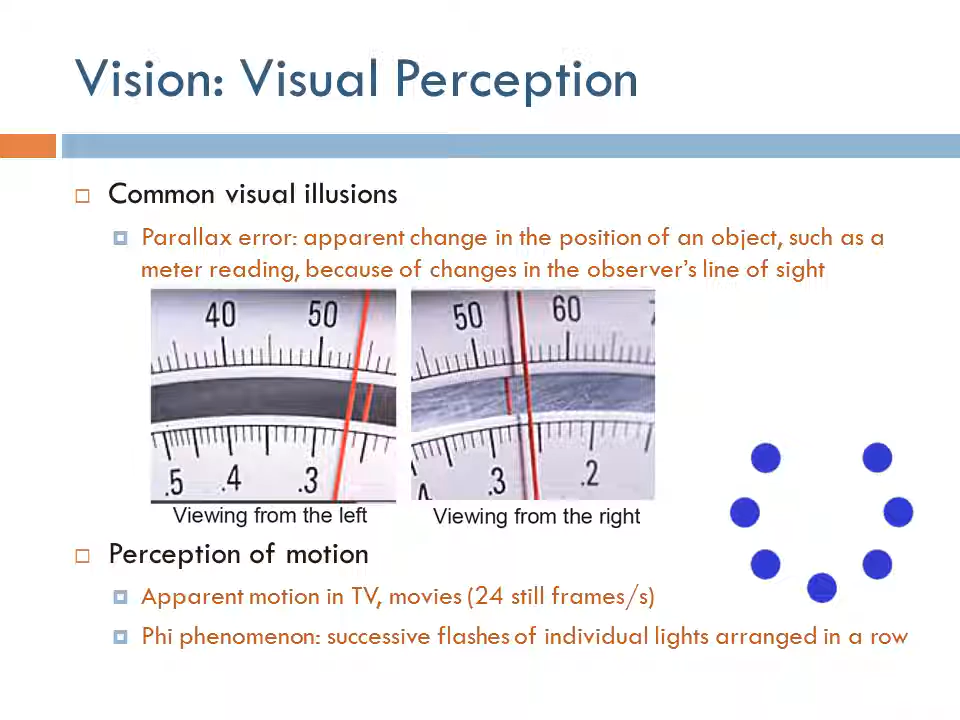 Vision: Visual Perception
Common visual illusions
Parallax error: apparent change in the position of an object, such as a
meter reading, because of changes in the observer's line of sight
40 50
.5 .4 .3
50 60
.3 .2
Viewing from the left
Viewing from the right
Perception of motion
Apparent motion in TV, movies (24 still frames/s)
Phi phenomenon: successive flashes of individual lights arranged in a row